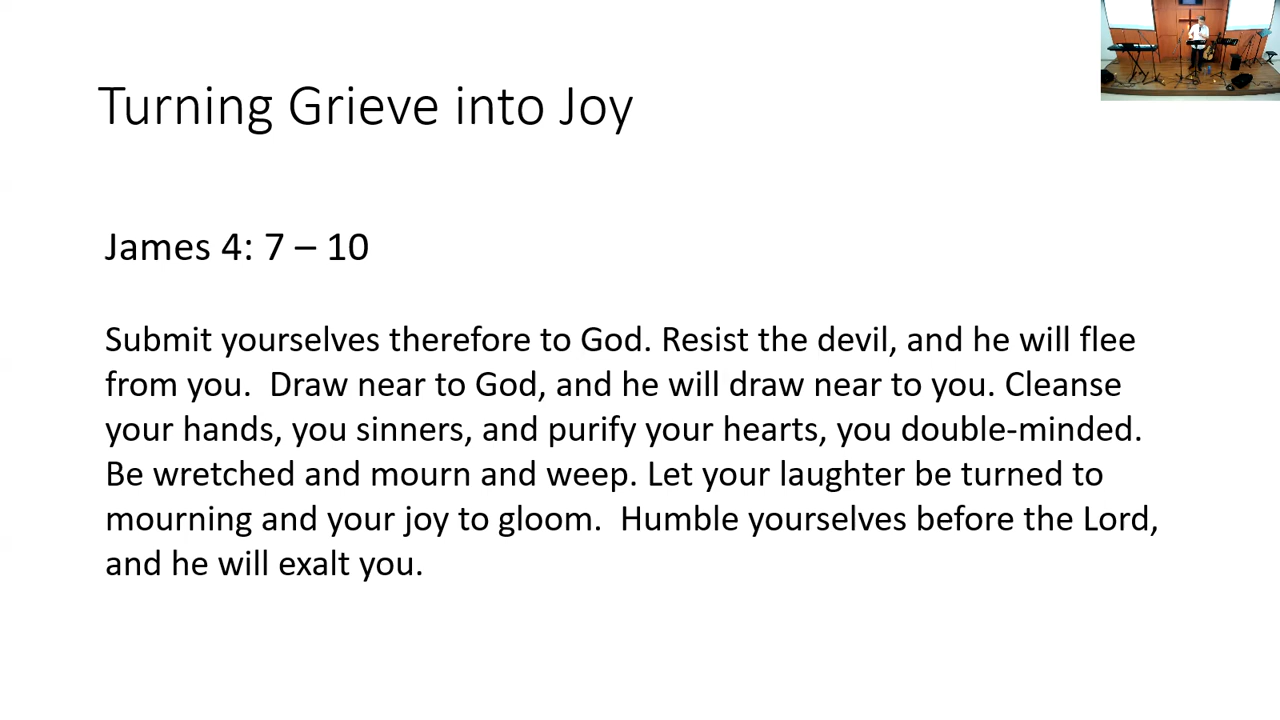 Turning Grieve into Joy
James 4: 7 – 10
Submit yourselves therefore to God. Resist the devil, and he will flee
from you.  Draw near to God, and he will draw near to you. Cleanse
your hands, you sinners, and purify your hearts, you double-minded.
Be wretched and mourn and weep. Let your laughter be turned to
mourning and your joy to gloom.  Humble yourselves before the Lord,
and he will exalt you.